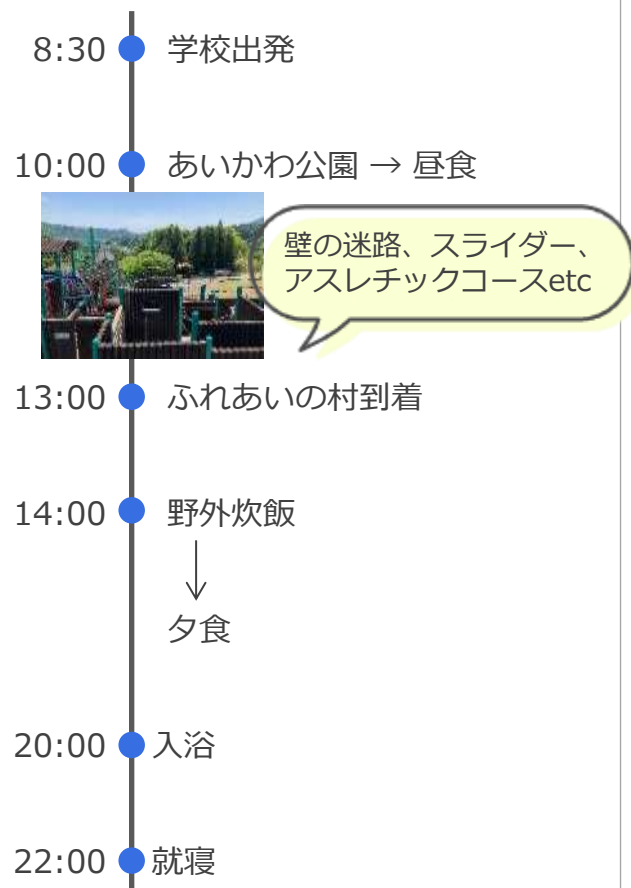 8:30 学校出発
10:00 あいかわ公園 → 昼食
壁の迷路、スライダー、
アスレチックコースetc
13:00 ふれあいの村到着
14:00 野外炊飯
↓
夕食
20:00 入浴
22:00 就寝